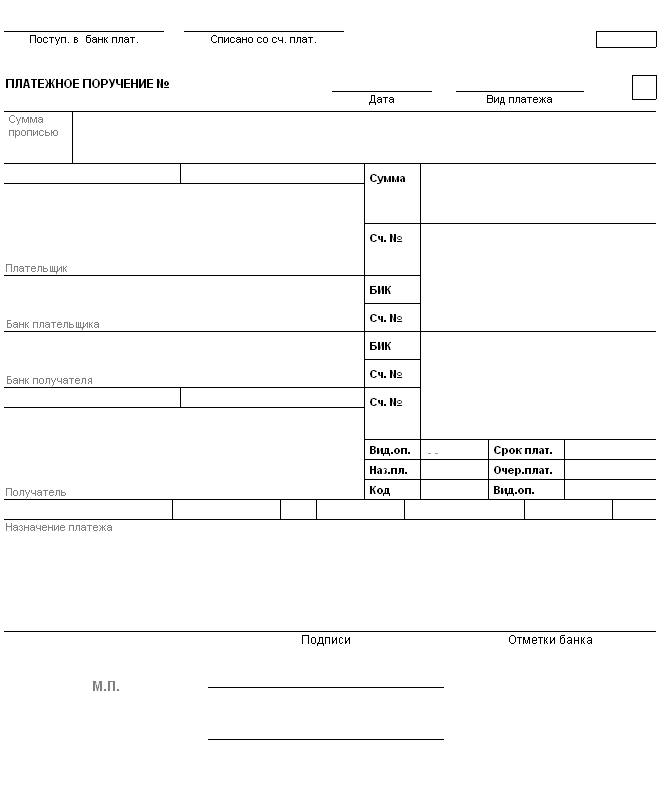 Поступ. в банк плат. Списано со сч. плат.
ПЛАТЕЖНОЕ ПОРУЧЕНИЕ №
Дата Вид платежа
Сумма
прописью
Сумма
Сч. №
Плательщик
БИК
Сч. №
Банк плательщика
БИК
Сч. №
Банк получателя
Сч. №
Вид.оп. Срок плат.
Наз.пл. Очер.плат.
Код Вид.оп.
Получатель
Назначение платежа
Подписи Отметки банка
М.П.